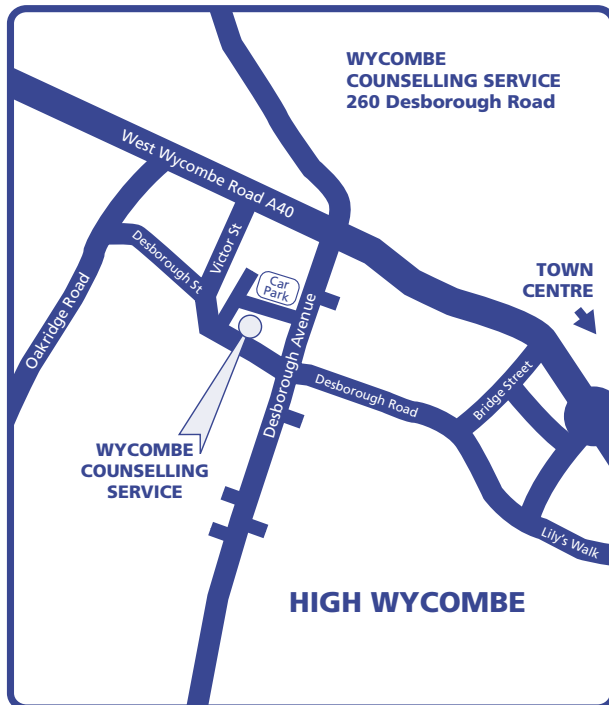 WYCOMBE
COUNSELLING SERVICE
260 Desborough Road
West Wycombe Road A40
Desborough St
Victor St
Car
Park
TOWN
CENTRE
Oakridge Road
Desborough Avenue
Desborough Road
Bridge Street
WYCOMBE
COUNSELLING
SERVICE
Lily's Walk
HIGH WYCOMBE